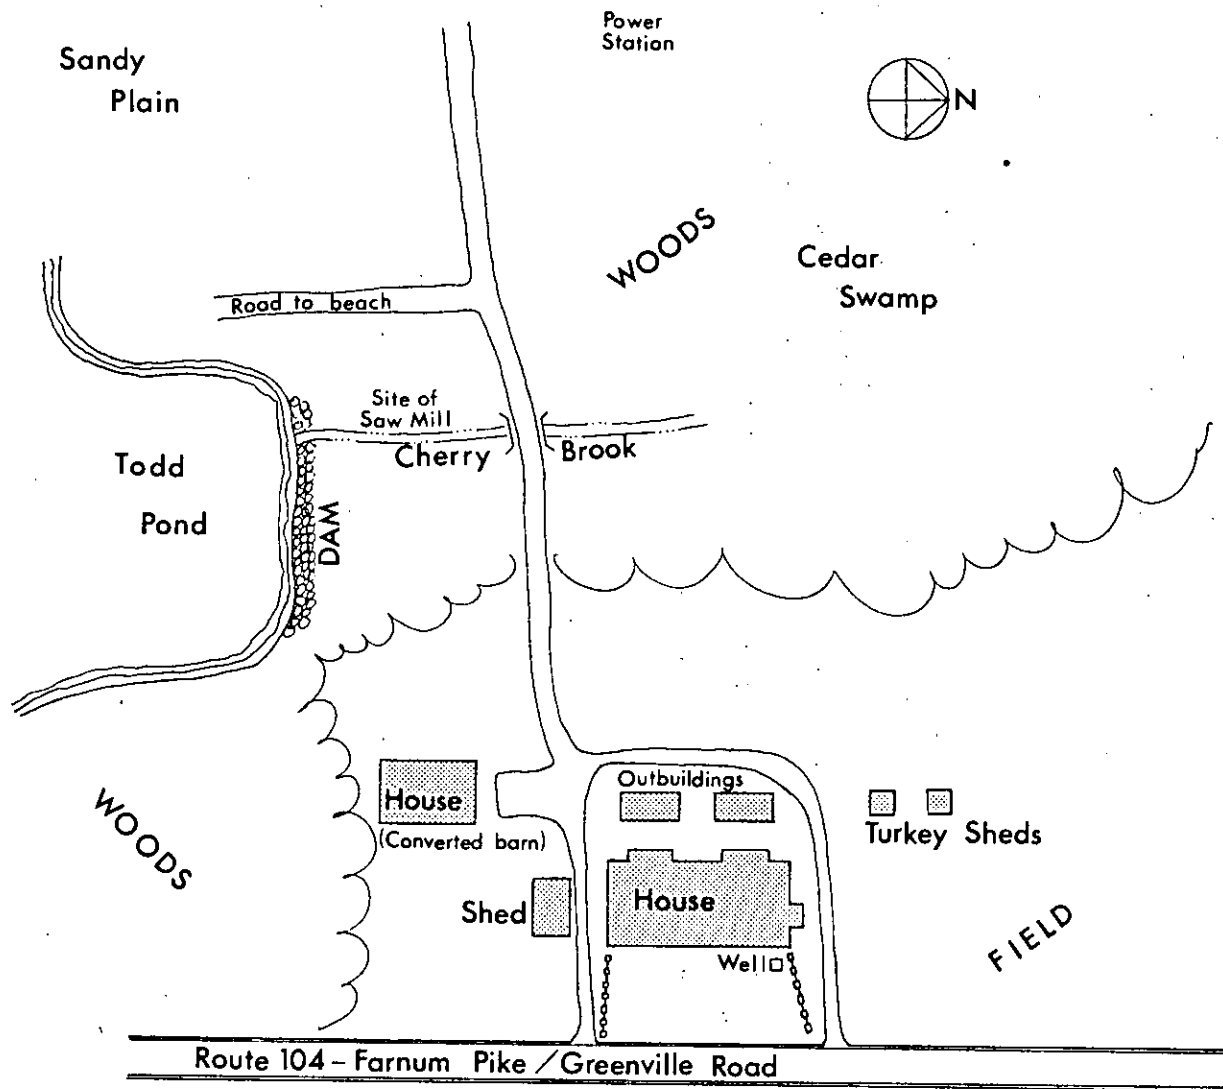 Power
Station
Sandy
Plain
N
WOODS
Cedar
Swamp
Road to beach
Site of
Saw Mill
Cherry Brook
Todd
Pond
DAM
WOODS
House
(Converted barn)
Outbuildings
Turkey Sheds
Shed
House
Well
FIELD
Route 104 – Farnum Pike / Greenville Road